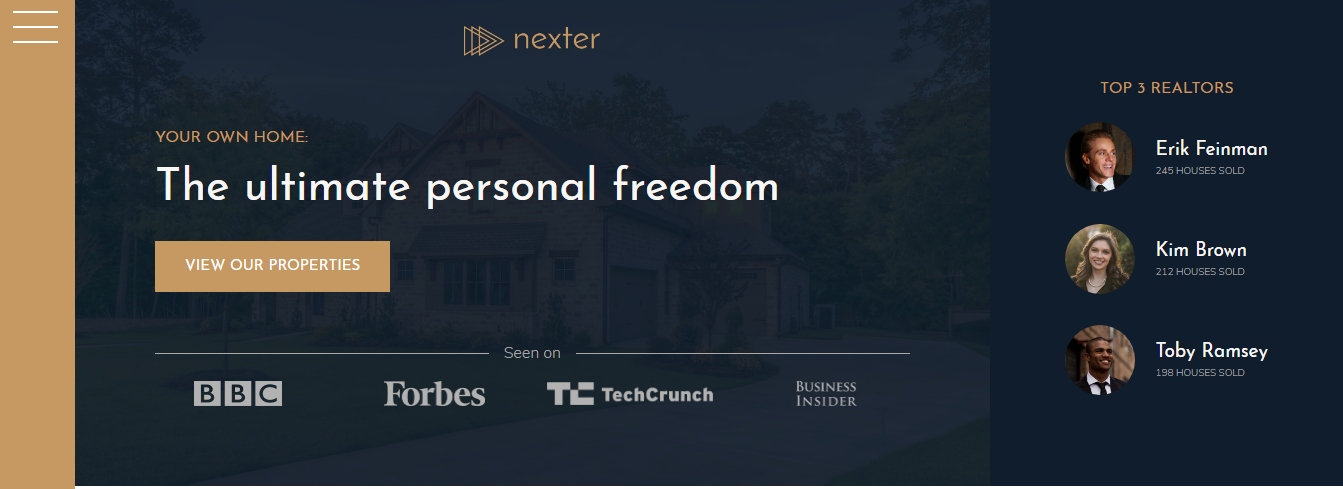 nexter
YOUR OWN HOME:
The ultimate personal freedom
VIEW OUR PROPERTIES
Seen on
BBC
Forbes
TC TechCrunch
BUSINESS
INSIDER
TOP 3 REALTORS
Erik Feinman
245 HOUSES SOLD
Kim Brown
212 HOUSES SOLD
Toby Ramsey
198 HOUSES SOLD